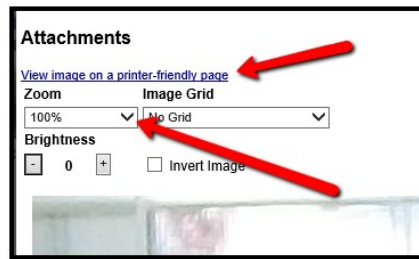 Attachments
View image on a printer-friendly page
Zoom Image Grid
100% No Grid
Brightness
- 0 + Invert Image